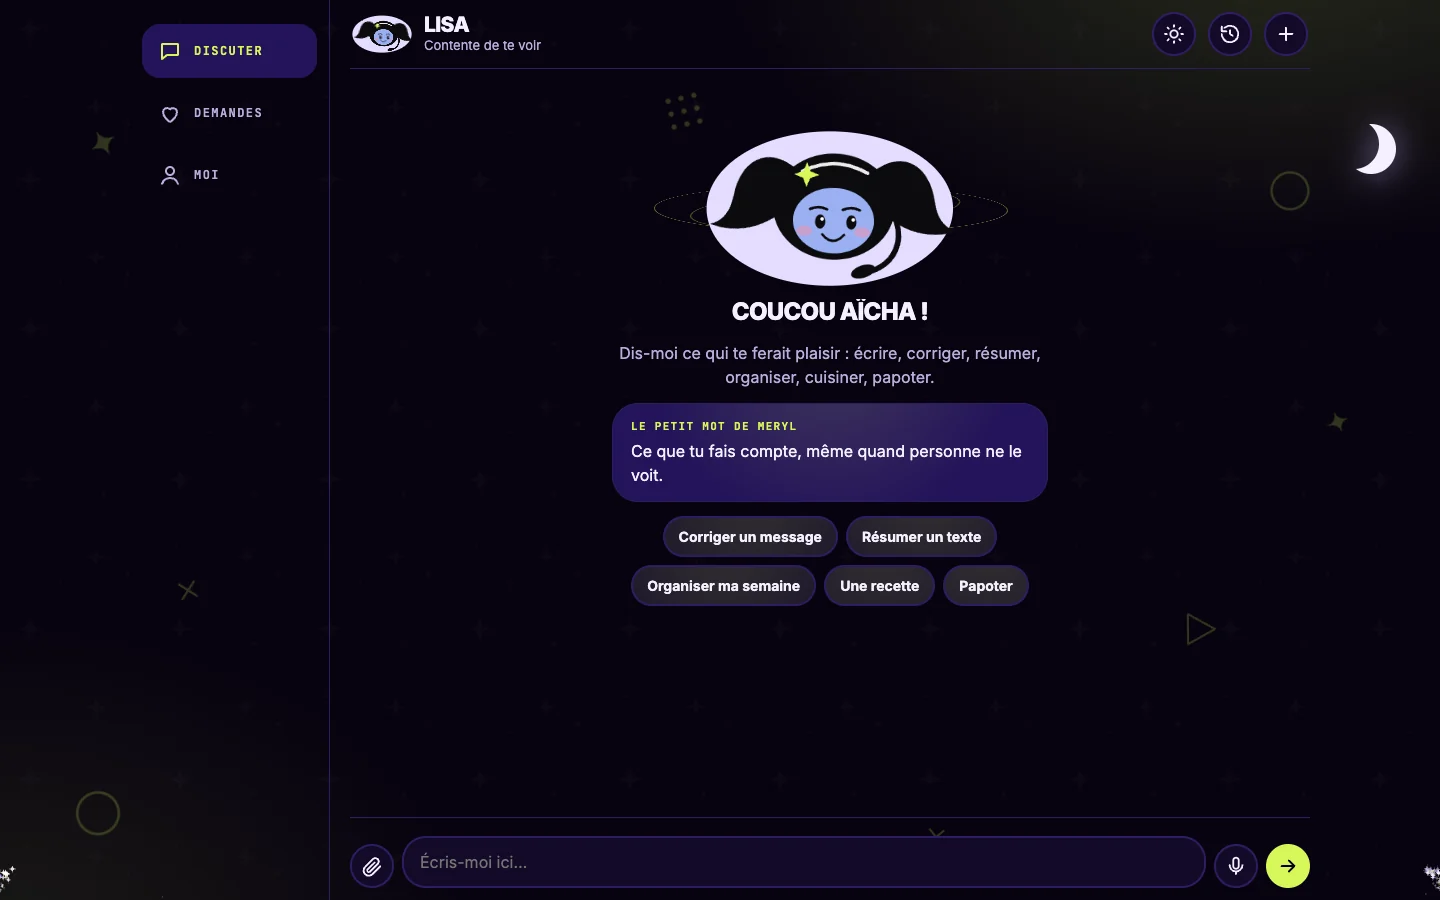 DISCUTER
DEMANDES
MOI
LISA
Contente de te voir
COUCOU AÏCHA !
Dis-moi ce qui te ferait plaisir : écrire, corriger, résumer,
organiser, cuisiner, papoter.
LE PETIT MOT DE MERYL
Ce que tu fais compte, même quand personne ne le
voit.
Corriger un message
Résumer un texte
Organiser ma semaine
Une recette
Papoter
Écris-moi ici...